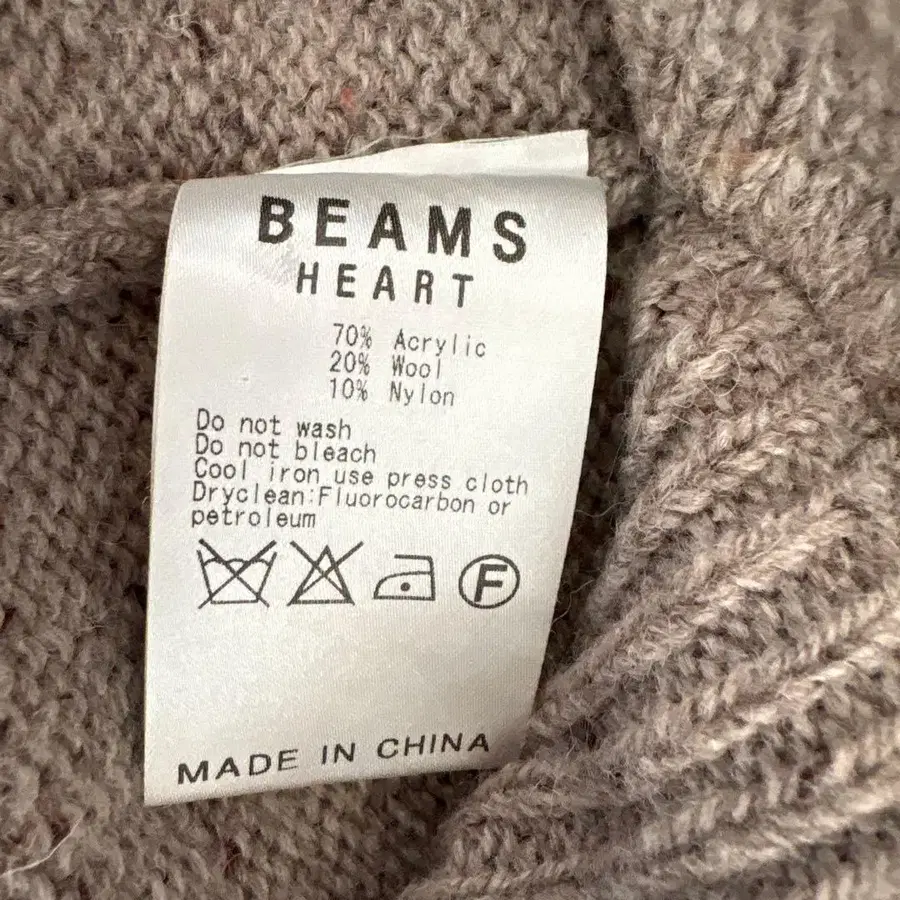 BEAMS
HEART
70% Acrylic
20% Wool
10% Nylon
Do not wash
Do not bleach
Cool iron use press cloth
Dryclean:Fluorocarbon or
petroleum
F
MADE IN CHINA